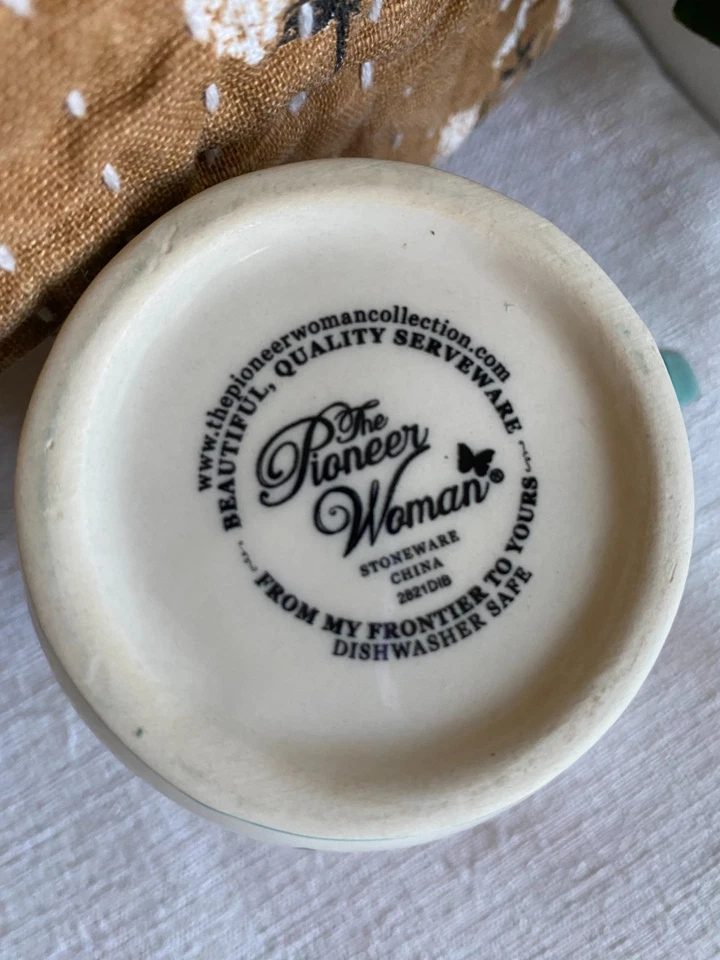 www.thepioneerwomancollection.com
BEAUTIFUL, QUALITY SERVEWARE
The
Pioneer
Woman®
STONEWARE
CHINA
2821DIB
FROM MY FRONTIER TO YOURS
DISHWASHER SAFE